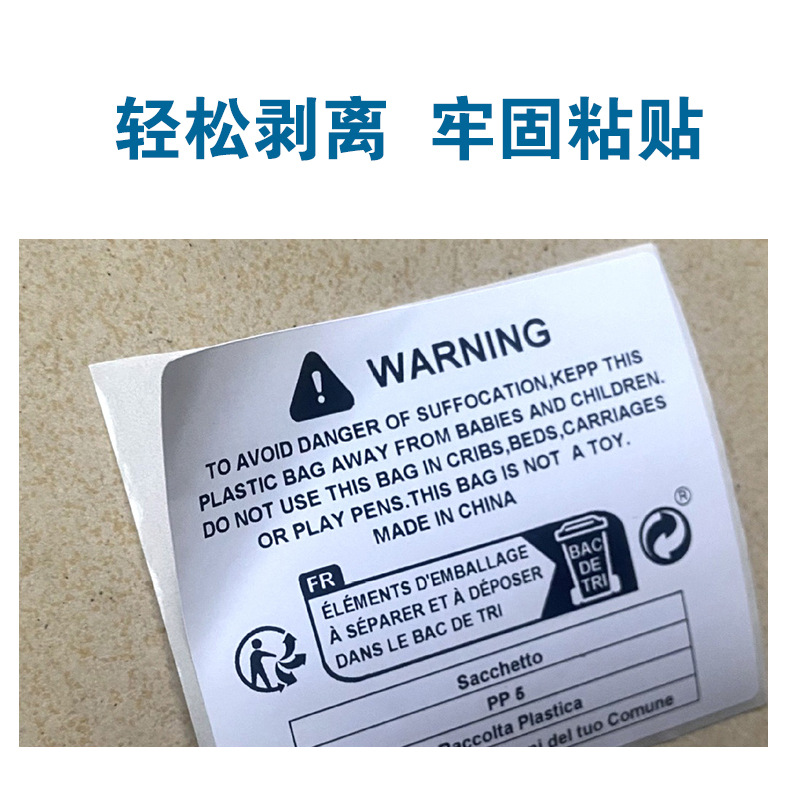 轻松剥离 牢固粘贴
WARNING
TO AVOID DANGER OF SUFFOCATION,KEPP THIS
PLASTIC BAG AWAY FROM BABIES AND CHILDREN.
DO NOT USE THIS BAG IN CRIBS,BEDS,CARRIAGES
OR PLAY PENS.THIS BAG IS NOT A TOY.
MADE IN CHINA
®
FR
ÉLÉMENTS D'EMBALLAGE
À SÉPARER ET À DÉPOSER
DANS LE BAC DE TRI
BAC
DE
TRI
Sacchetto
PP 5
Raccolta Plastica
del tuo Comune